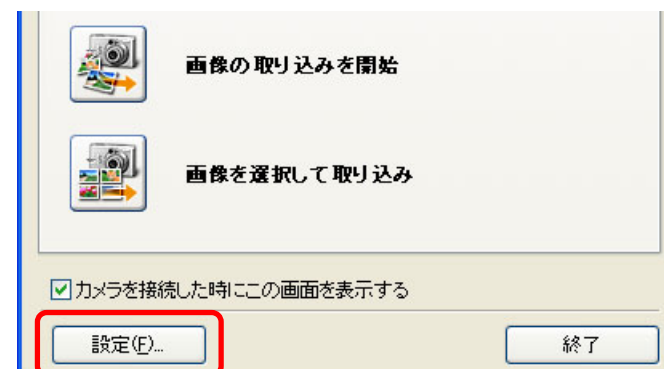 画像の取り込みを開始
画像を選択して取り込み
カメラを接続した時にこの画面を表示する
設定(F)...
終了